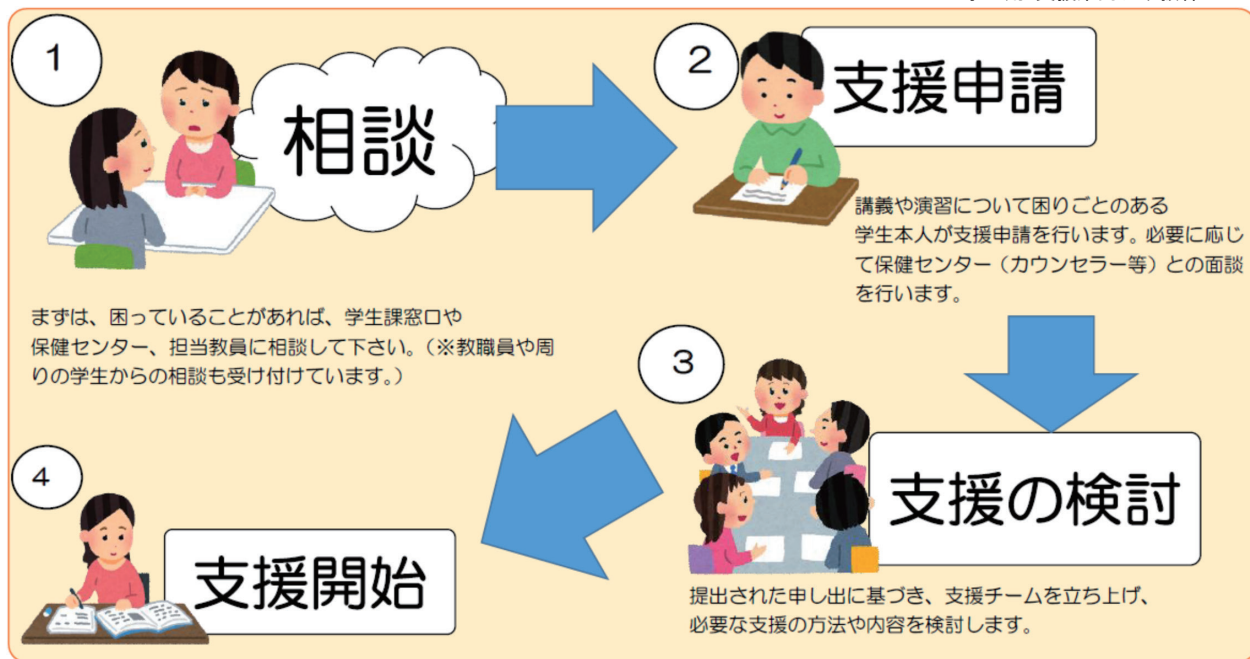 1
相談
まずは、困っていることがあれば、学生課窓口や
保健センター、担当教員に相談して下さい。（※教職員や周
りの学生からの相談も受け付けています。）
2
支援申請
講義や演習について困りごとのある
学生本人が支援申請を行います。必要に応じ
て保健センター（カウンセラー等）との面談
を行います。
3
支援の検討
提出された申し出に基づき、支援チームを立ち上げ、
必要な支援の方法や内容を検討します。
4
支援開始